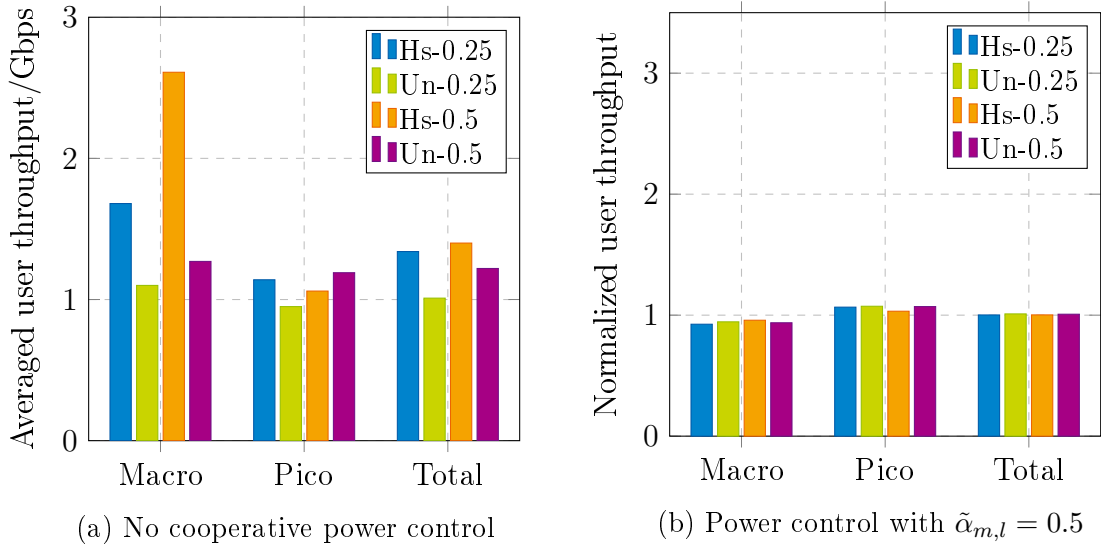 Averaged user throughput/Gbps
3
2
1
0
Hs-0.25
Un-0.25
Hs-0.5
Un-0.5
Macro
Pico
Total
(a) No cooperative power control
Normalized user throughput
3
2
1
0
Hs-0.25
Un-0.25
Hs-0.5
Un-0.5
Macro
Pico
Total
(b) Power control with α̃m,l = 0.5